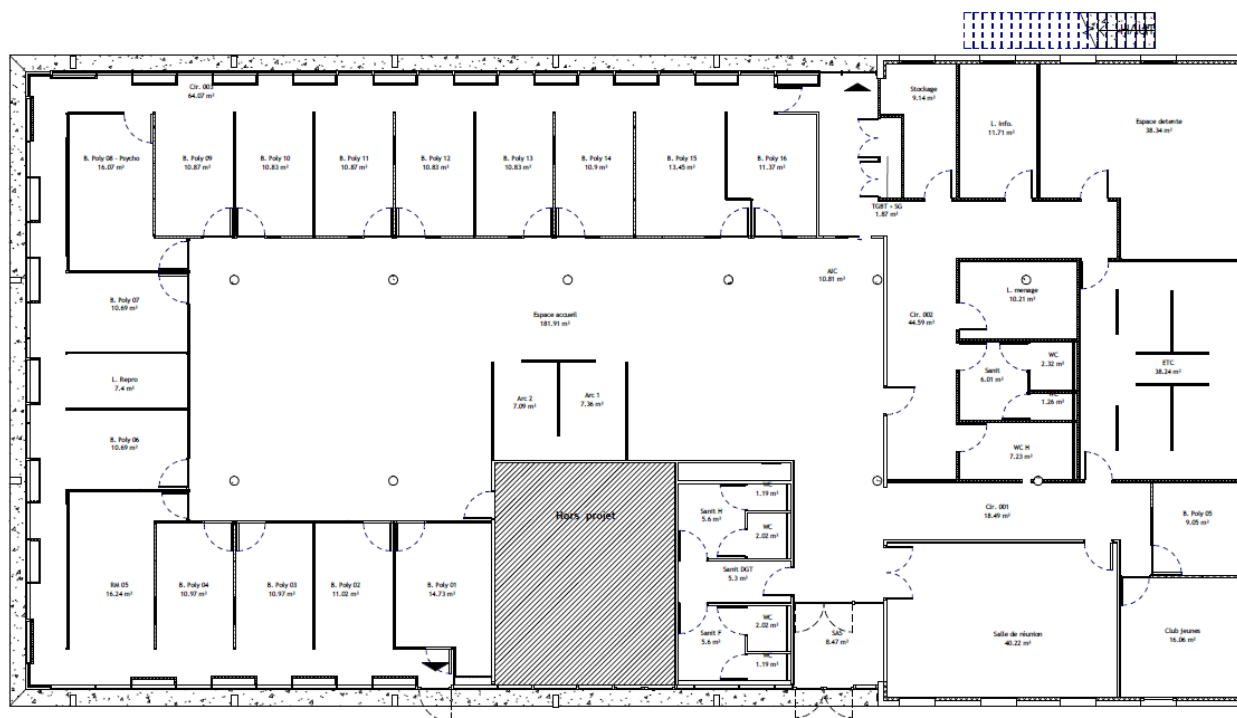 HAUT
Cir. 003
64.07 m²
Stockage
9.14 m²
L. Info.
11.71 m²
Espace detente
38.34 m²
B. Poly 08 - Psycho
16.07 m²
B. Poly 09
10.87 m²
B. Poly 10
10.83 m²
B. Poly 11
10.87 m²
B. Poly 12
10.83 m²
B. Poly 13
10.83 m²
B. Poly 14
10.9 m²
B. Poly 15
13.45 m²
B. Poly 16
11.37 m²
TGBT + SG
1.87 m²
AIC
10.81 m²
L. menage
10.21 m²
B. Poly 07
10.69 m²
Espace accueil
181.91 m²
Cir. 002
44.59 m²
WC
2.32 m²
Sanit
6.01 m²
ETC
38.24 m²
L. Repro
7.4 m²
Arc 2
7.09 m²
Arc 1
7.36 m²
WC
1.26 m²
B. Poly 06
10.69 m²
WC H
7.23 m²
WC
1.19 m²
Hors projet
Sanit H
5.6 m²
Cir. 001
18.49 m²
B. Poly 05
9.05 m²
WC
2.02 m²
Sanit DGT
5.3 m²
RM 05
16.24 m²
B. Poly 04
10.97 m²
B. Poly 03
10.97 m²
B. Poly 02
11.02 m²
B. Poly 01
14.73 m²
WC
2.02 m²
Sanit F
5.6 m²
SAS
8.47 m²
Salle de réunion
40.22 m²
Club jeunes
16.06 m²
WC
1.19 m²